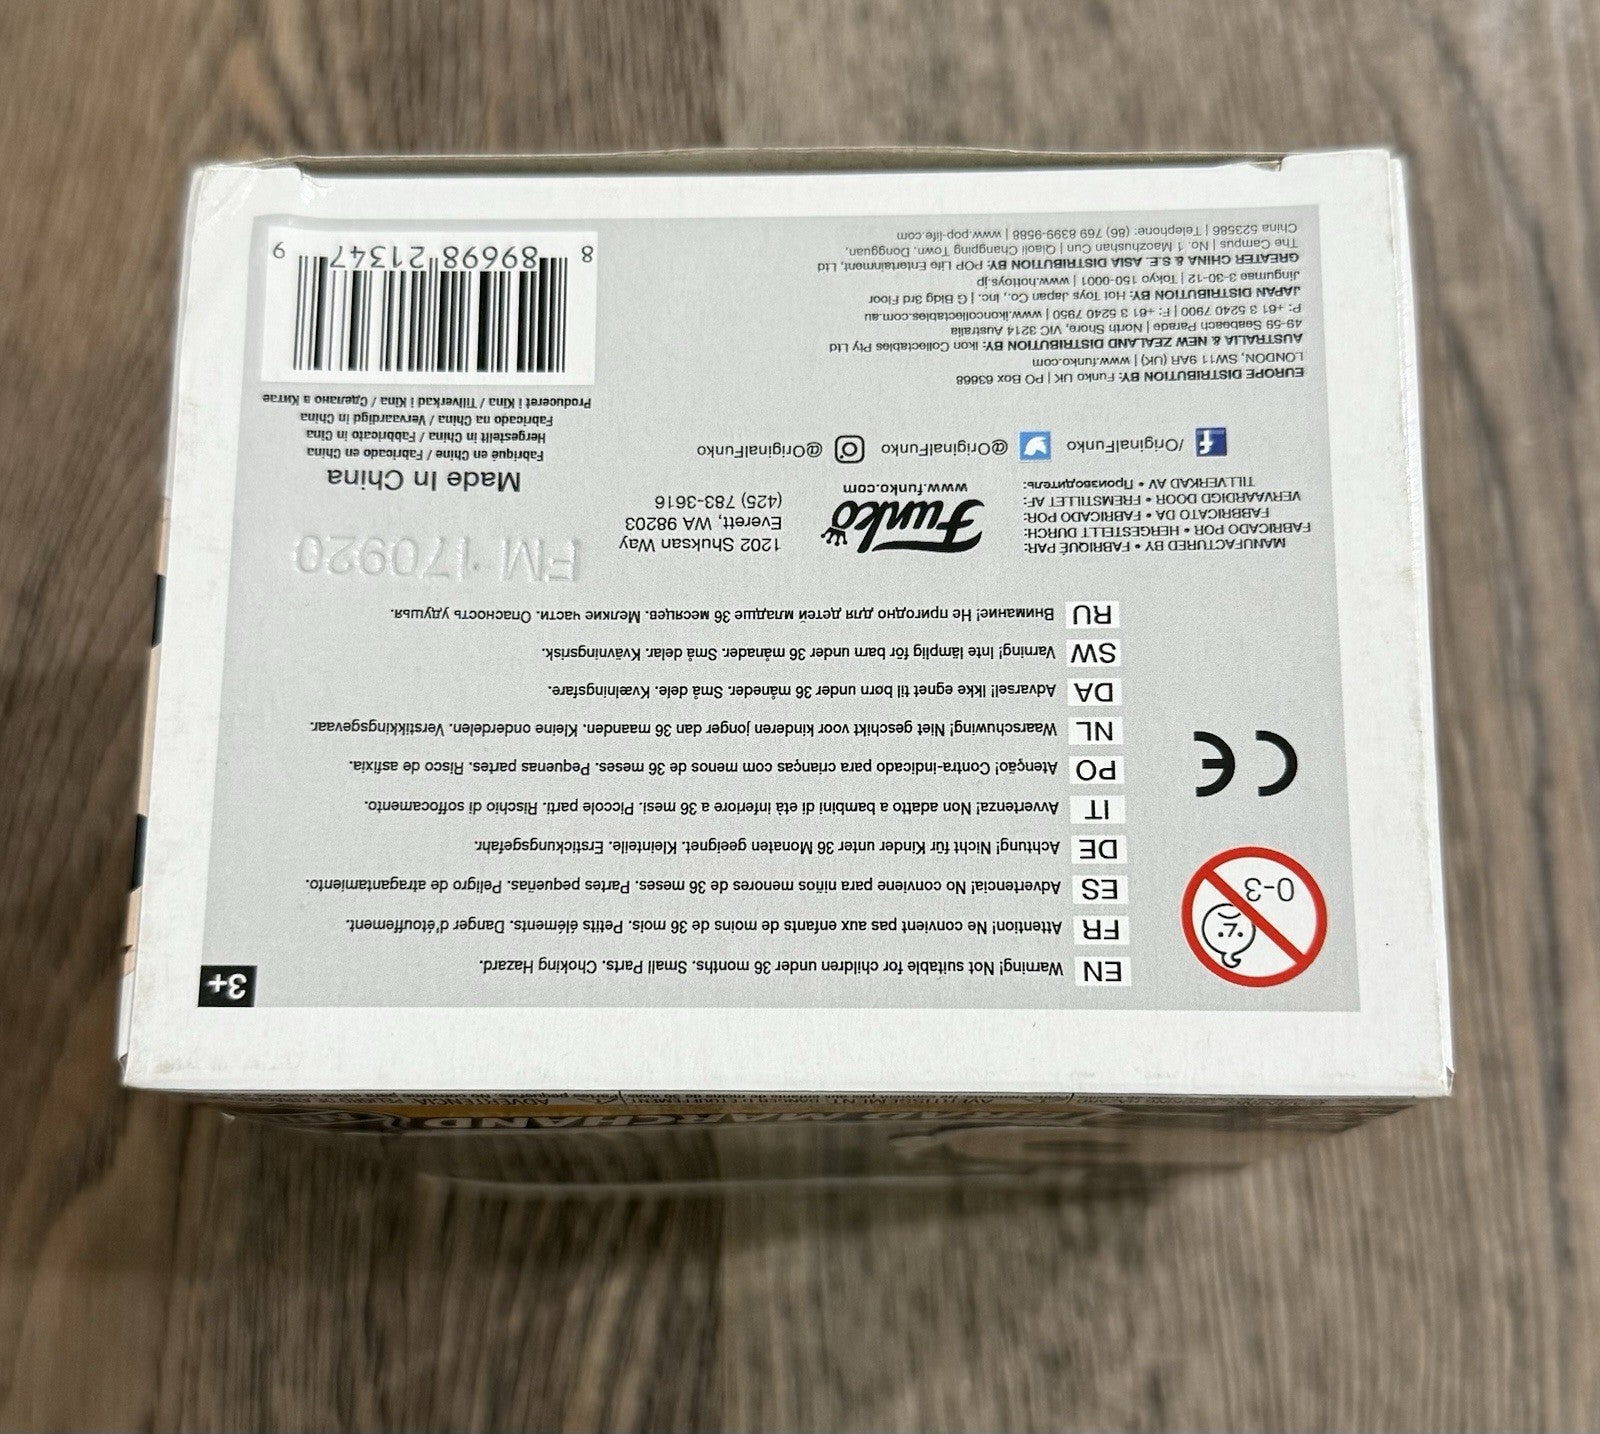 3+
EN Warning! Not suitable for children under 36 months. Small Parts. Choking Hazard.
FR Attention! Ne convient pas aux enfants de moins de 36 mois. Petits éléments. Danger d'étouffement.
ES Advertencia! No conviene para niños menores de 36 meses. Partes pequeñas. Peligro de atragantamiento.
DE Achtung! Nicht für Kinder unter 36 Monaten geeignet. Kleinteile. Erstickungsgefahr.
IT Avvertenza! Non adatto a bambini di età inferiore a 36 mesi. Piccole parti. Rischio di soffocamento.
PO Atenção! Contra-indicado para crianças com menos de 36 meses. Pequenas partes. Risco de asfixia.
NL Waarschuwing! Niet geschikt voor kinderen jonger dan 36 maanden. Kleine onderdelen. Verstikkingsgevaar.
DA Advarsel! Ikke egnet til børn under 36 måneder. Små dele. Kvælningsfare.
SW Varning! Inte lämplig för barn under 36 månader. Små delar. Kvävningsrisk.
RU Внимание! Не пригодно для детей младше 36 месяцев. Мелкие части. Опасность удушья.
0-3
CE
MANUFACTURED BY • FABRIQUÉ PAR:
FABRICADO POR • HERGESTELLT DURCH:
FABBRICATO DA • FABRICADO POR:
VERVAARDIGD DOOR • FREMSTILLET AF:
TILLVERKAD AV • Производитель:
Funko
www.funko.com
1202 Shuksan Way
Everett, WA 98203
(425) 783-3616
FM 170920
/OriginalFunko @OriginalFunko @OriginalFunko
Made In China
Fabriqué en Chine / Fabricado en China
Hergestellt in China / Fabbricato in Cina
Fabricado na China / Vervaardigd in China
Produceret i Kina / Tillverkad i Kina / Сделано в Китае
EUROPE DISTRIBUTION BY: Funko UK | PO Box 63668
LONDON, SW11 9AR (UK) | www.funko.com
AUSTRALIA & NEW ZEALAND DISTRIBUTION BY: Ikon Collectables Pty Ltd
49-59 Seabeach Parade | North Shore, VIC 3214 Australia
P: +61 3 5240 7900 | F: +61 3 5240 7950 | www.ikoncollectables.com.au
JAPAN DISTRIBUTION BY: Hot Toys Japan Co., Inc. | G Bldg 3rd Floor
Jingumae 3-30-12 | Tokyo 150-0001 | www.hottoys.jp
GREATER CHINA & S.E. ASIA DISTRIBUTION BY: POP Life Entertainment, Ltd
The Campus | No. 1 Maozhushan Cun | Qiaoli Changping Town, Dongguan,
China 523586 | Telephone: (86) 769 8399-9588 | www.pop-life.com
8 89698 21347 9
MARCHAND
ADVERTENCIA